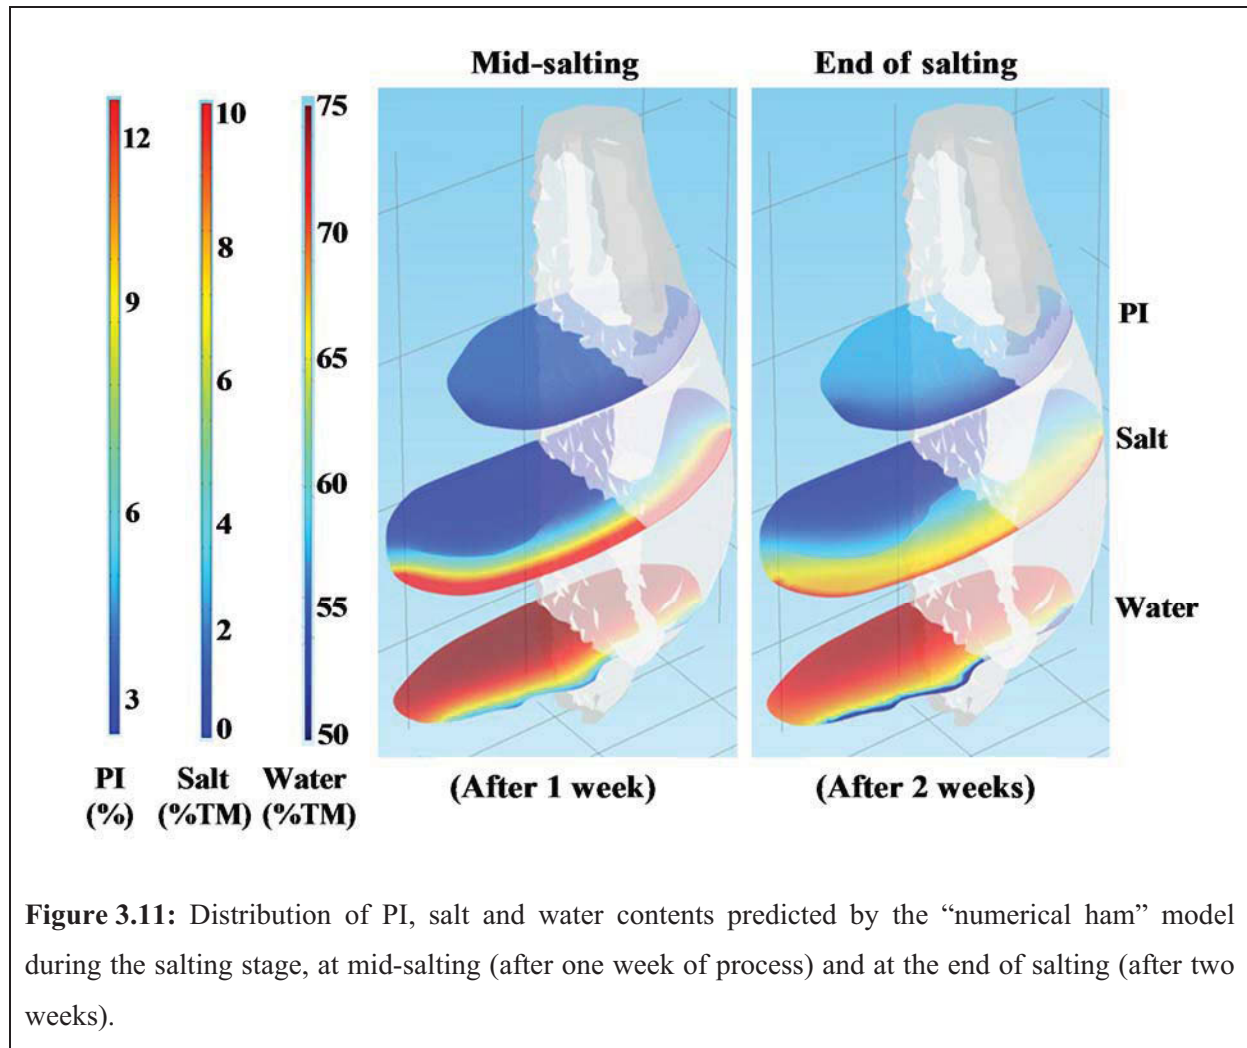 Mid-salting
End of salting
12
9
6
3
10
8
6
4
2
0
75
70
65
60
55
50
PI
Salt
Water
PI
(%)
Salt
(%TM)
Water
(%TM)
(After 1 week)
(After 2 weeks)
Figure 3.11: Distribution of PI, salt and water contents predicted by the “numerical ham” model
during the salting stage, at mid-salting (after one week of process) and at the end of salting (after two
weeks).